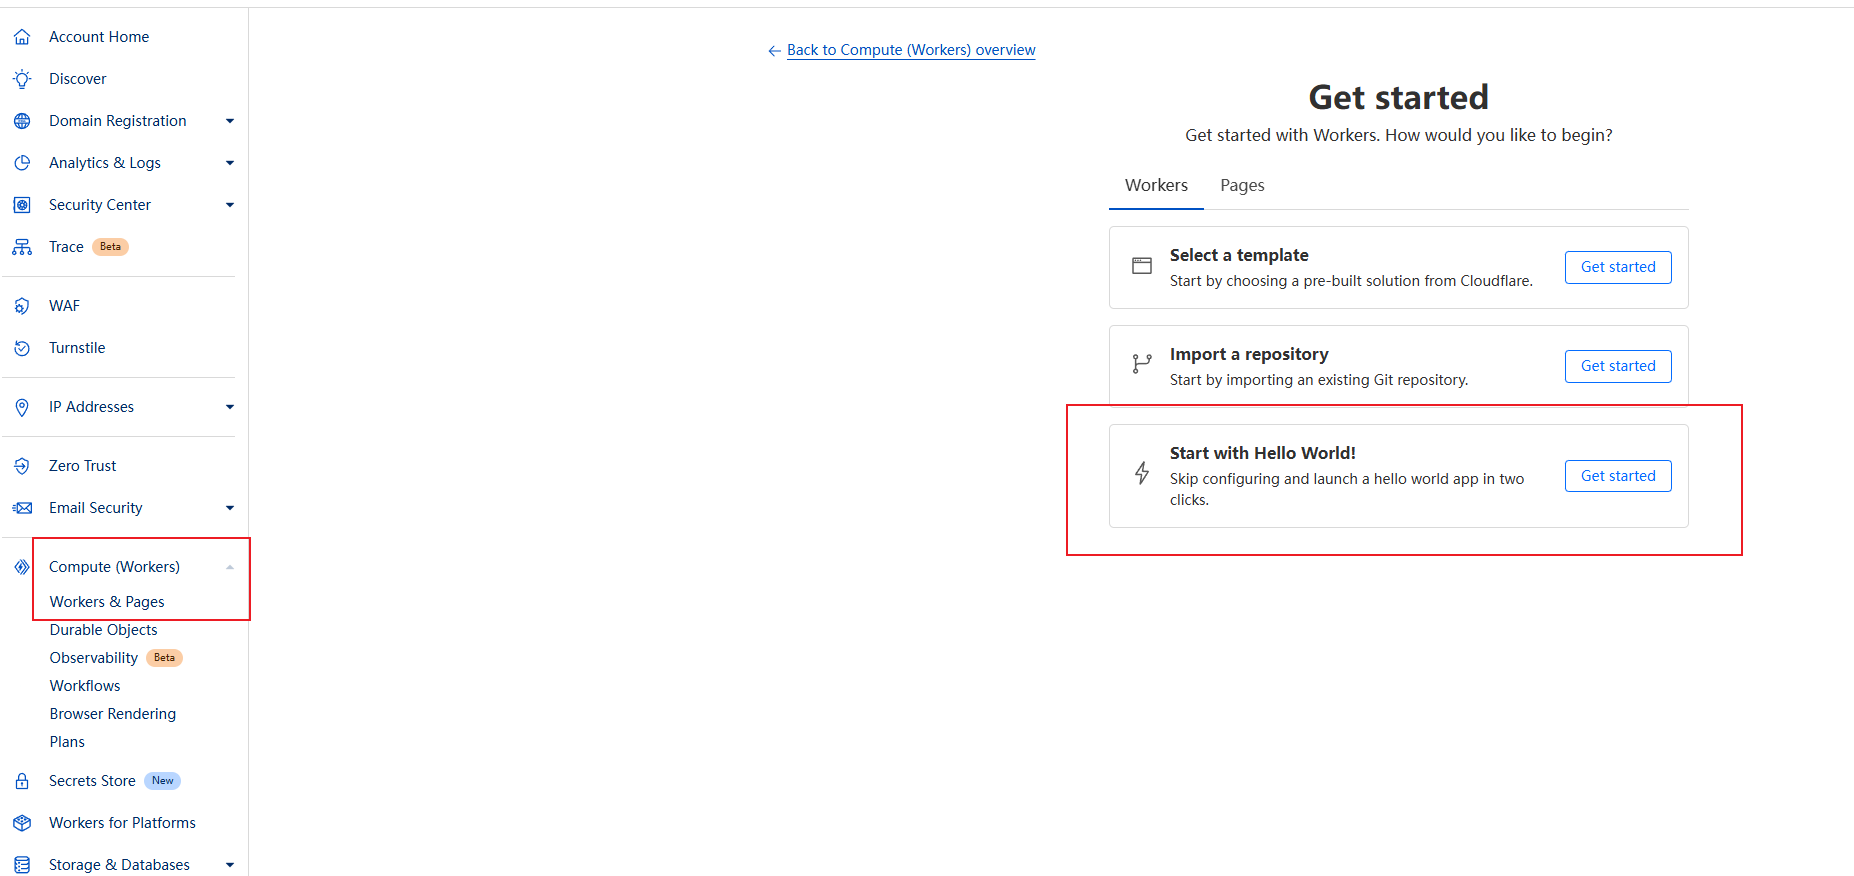 Account Home
Discover
Domain Registration
Analytics & Logs
Security Center
Trace Beta
WAF
Turnstile
IP Addresses
Zero Trust
Email Security
Compute (Workers)
Workers & Pages
Durable Objects
Observability Beta
Workflows
Browser Rendering
Plans
Secrets Store New
Workers for Platforms
Storage & Databases
Back to Compute (Workers) overview
Get started
Get started with Workers. How would you like to begin?
Workers Pages
Select a template
Start by choosing a pre-built solution from Cloudflare.
Get started
Import a repository
Start by importing an existing Git repository.
Get started
Start with Hello World!
Skip configuring and launch a hello world app in two
clicks.
Get started